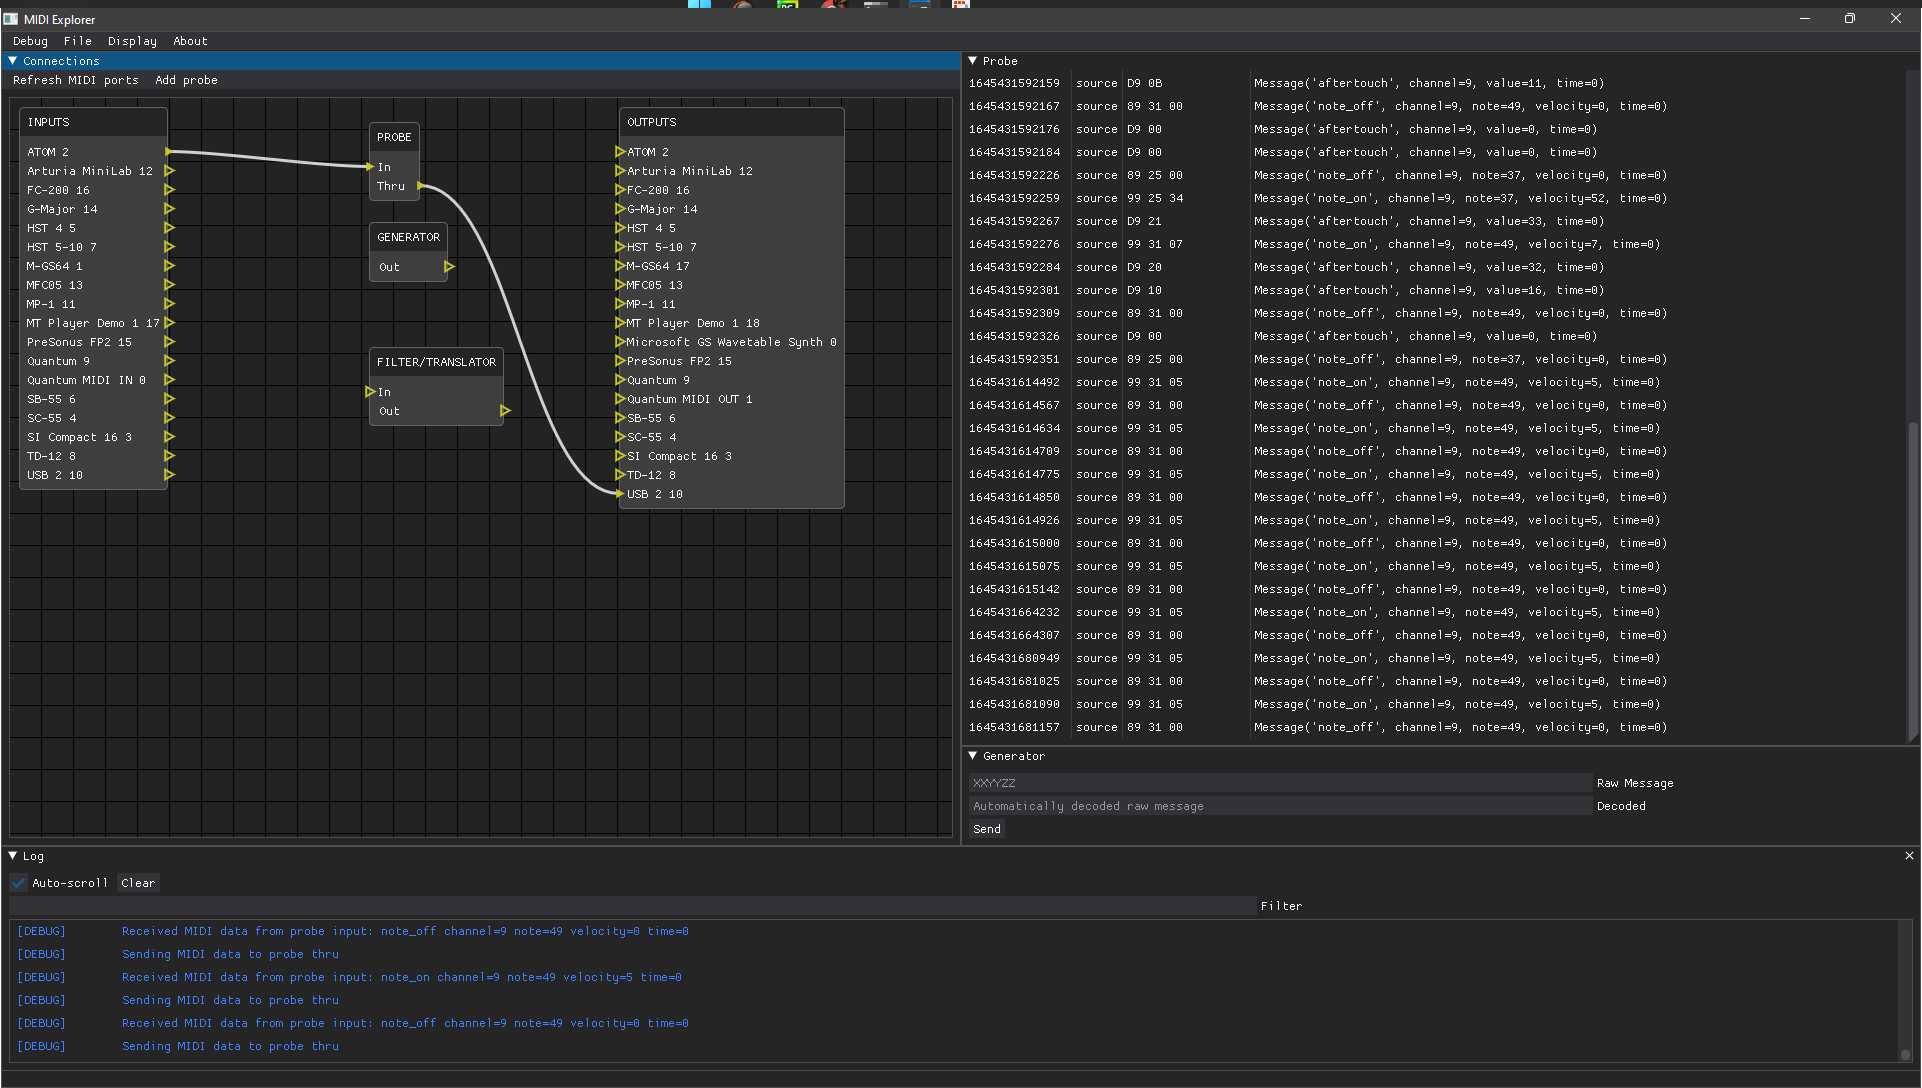 MIDI Explorer
Debug File Display About
Connections
Refresh MIDI ports Add probe
INPUTS
ATOM 2
Arturia MiniLab 12
FC-200 16
G-Major 14
HST 4 5
HST 5-10 7
M-GS64 1
MFC05 13
MP-1 11
MT Player Demo 1 17
PreSonus FP2 15
Quantum 9
Quantum MIDI IN 0
SB-55 6
SC-55 4
SI Compact 16 3
TD-12 8
USB 2 10
PROBE
In
Thru
GENERATOR
Out
FILTER/TRANSLATOR
In
Out
OUTPUTS
ATOM 2
Arturia MiniLab 12
FC-200 16
G-Major 14
HST 4 5
HST 5-10 7
M-GS64 17
MFC05 13
MP-1 11
MT Player Demo 1 18
Microsoft GS Wavetable Synth 0
PreSonus FP2 15
Quantum 9
Quantum MIDI OUT 1
SB-55 6
SC-55 4
SI Compact 16 3
TD-12 8
USB 2 10
Probe
1645431592159 source D9 0B Message('aftertouch', channel=9, value=11, time=0)
1645431592167 source 89 31 00 Message('note_off', channel=9, note=49, velocity=0, time=0)
1645431592176 source D9 00 Message('aftertouch', channel=9, value=0, time=0)
1645431592184 source D9 00 Message('aftertouch', channel=9, value=0, time=0)
1645431592226 source 89 25 00 Message('note_off', channel=9, note=37, velocity=0, time=0)
1645431592259 source 99 25 34 Message('note_on', channel=9, note=37, velocity=52, time=0)
1645431592267 source D9 21 Message('aftertouch', channel=9, value=33, time=0)
1645431592276 source 99 31 07 Message('note_on', channel=9, note=49, velocity=7, time=0)
1645431592284 source D9 20 Message('aftertouch', channel=9, value=32, time=0)
1645431592301 source D9 10 Message('aftertouch', channel=9, value=16, time=0)
1645431592309 source 89 31 00 Message('note_off', channel=9, note=49, velocity=0, time=0)
1645431592326 source D9 00 Message('aftertouch', channel=9, value=0, time=0)
1645431592351 source 89 25 00 Message('note_off', channel=9, note=37, velocity=0, time=0)
1645431614492 source 99 31 05 Message('note_on', channel=9, note=49, velocity=5, time=0)
1645431614567 source 89 31 00 Message('note_off', channel=9, note=49, velocity=0, time=0)
1645431614634 source 99 31 05 Message('note_on', channel=9, note=49, velocity=5, time=0)
1645431614709 source 89 31 00 Message('note_off', channel=9, note=49, velocity=0, time=0)
1645431614775 source 99 31 05 Message('note_on', channel=9, note=49, velocity=5, time=0)
1645431614850 source 89 31 00 Message('note_off', channel=9, note=49, velocity=0, time=0)
1645431614926 source 99 31 05 Message('note_on', channel=9, note=49, velocity=5, time=0)
1645431615000 source 89 31 00 Message('note_off', channel=9, note=49, velocity=0, time=0)
1645431615075 source 99 31 05 Message('note_on', channel=9, note=49, velocity=5, time=0)
1645431615142 source 89 31 00 Message('note_off', channel=9, note=49, velocity=0, time=0)
1645431664232 source 99 31 05 Message('note_on', channel=9, note=49, velocity=5, time=0)
1645431664307 source 89 31 00 Message('note_off', channel=9, note=49, velocity=0, time=0)
1645431680949 source 99 31 05 Message('note_on', channel=9, note=49, velocity=5, time=0)
1645431681025 source 89 31 00 Message('note_off', channel=9, note=49, velocity=0, time=0)
1645431681090 source 99 31 05 Message('note_on', channel=9, note=49, velocity=5, time=0)
1645431681157 source 89 31 00 Message('note_off', channel=9, note=49, velocity=0, time=0)
Generator
XXYYZZ Raw Message
Automatically decoded raw message Decoded
Send
Log
Auto-scroll Clear
Filter
[DEBUG] Received MIDI data from probe input: note_off channel=9 note=49 velocity=0 time=0
[DEBUG] Sending MIDI data to probe thru
[DEBUG] Received MIDI data from probe input: note_on channel=9 note=49 velocity=5 time=0
[DEBUG] Sending MIDI data to probe thru
[DEBUG] Received MIDI data from probe input: note_off channel=9 note=49 velocity=0 time=0
[DEBUG] Sending MIDI data to probe thru